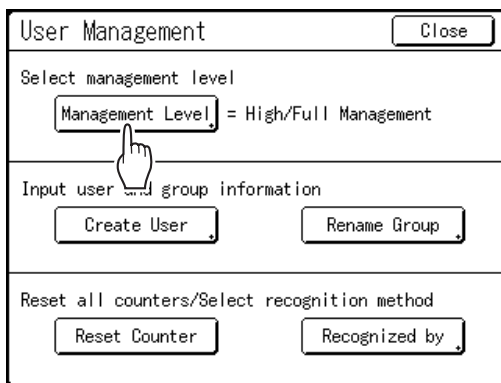 User Management Close
Select management level
Management Level = High/Full Management
Input user and group information
Create User Rename Group
Reset all counters/Select recognition method
Reset Counter Recognized by